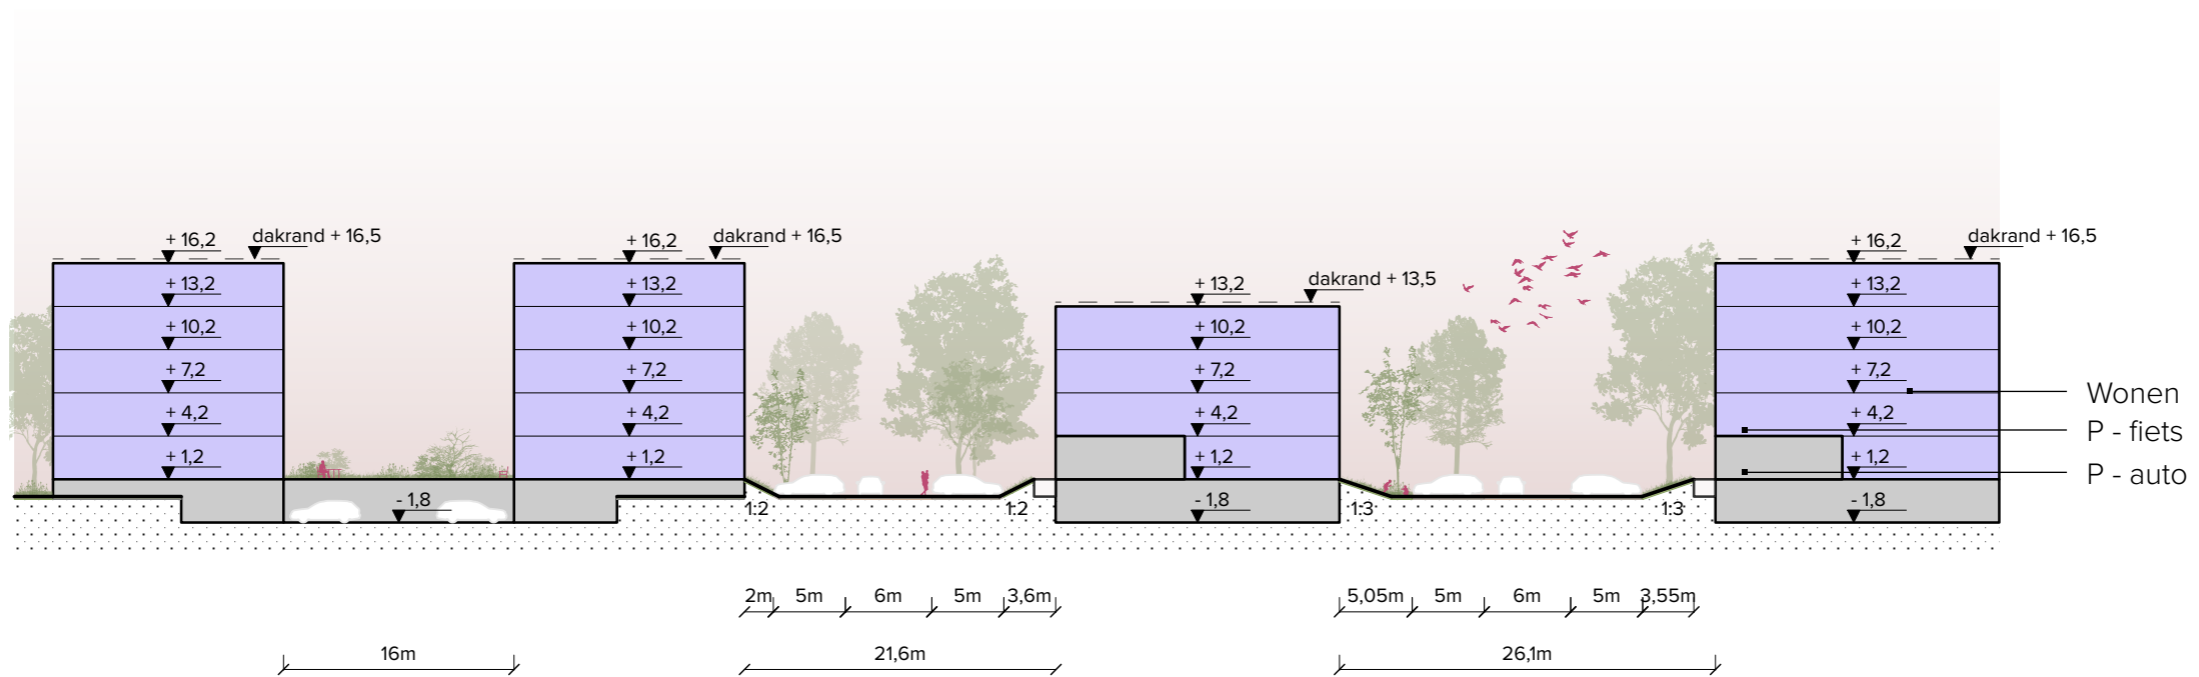 + 16,2 dakrand + 16,5 + 16,2 dakrand + 16,5 + 16,2 dakrand + 16,5
+ 13,2 + 13,2 + 13,2 dakrand + 13,5 + 13,2
+ 10,2 + 10,2 + 10,2 + 10,2
+ 7,2 + 7,2 + 7,2 + 7,2
Wonen
+ 4,2 + 4,2 + 4,2 + 4,2
P - fiets
+ 1,2 + 1,2 + 1,2 + 1,2
P - auto
- 1,8 - 1,8 - 1,8
1:2 1:2 1:3 1:3
2m 5m 6m 5m 3,6m 5,05m 5m 6m 5m 3,55m
16m 21,6m 26,1m